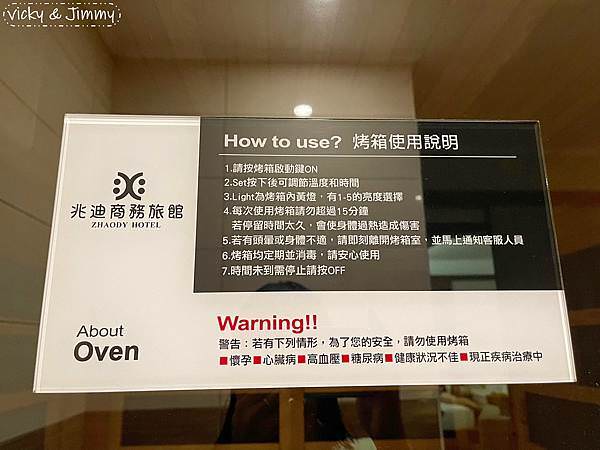 Vicky & Jimmy
How to use? 烤箱使用說明
1.請按烤箱啟動鍵ON
2.Set按下後可調節溫度和時間
3.Light為烤箱內黃燈,有1-5的亮度選擇
4.每次使用烤箱請勿超過15分鐘
若停留時間太久,會使身體過熱造成傷害
5.若有頭暈或身體不適,請即刻離開烤箱室,並馬上通知客服人員
6.烤箱均定期並消毒,請安心使用
7.時間未到需停止請按OFF
兆迪商務旅館
ZHAODY HOTEL
About
Oven
Warning!!
警告:若有下列情形,為了您的安全,請勿使用烤箱
■懷孕■心臟病■高血壓■糖尿病■健康狀況不佳■現正疾病治療中